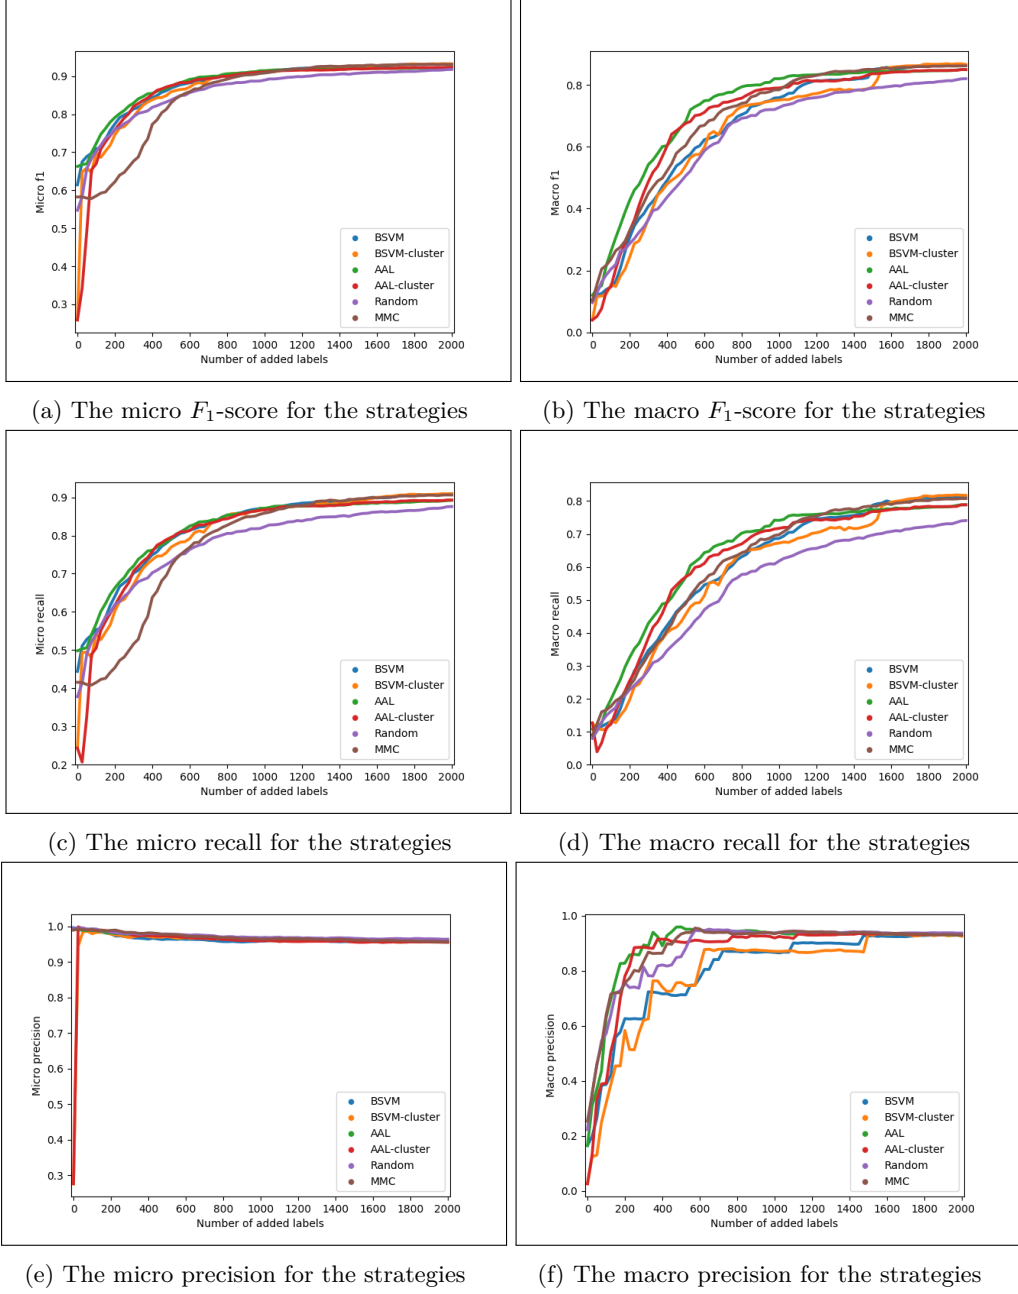 0.9
0.8
0.7
0.6
0.5
0.4
0.3
Micro f1
BSVM
BSVM-cluster
AAL
AAL-cluster
Random
MMC
0 200 400 600 800 1000 1200 1400 1600 1800 2000
Number of added labels
(a) The micro F₁-score for the strategies
0.8
0.6
0.4
0.2
0.0
Macro f1
BSVM
BSVM-cluster
AAL
AAL-cluster
Random
MMC
0 200 400 600 800 1000 1200 1400 1600 1800 2000
Number of added labels
(b) The macro F₁-score for the strategies
0.9
0.8
0.7
0.6
0.5
0.4
0.3
0.2
Micro recall
BSVM
BSVM-cluster
AAL
AAL-cluster
Random
MMC
0 200 400 600 800 1000 1200 1400 1600 1800 2000
Number of added labels
(c) The micro recall for the strategies
0.8
0.7
0.6
0.5
0.4
0.3
0.2
0.1
0.0
Macro recall
BSVM
BSVM-cluster
AAL
AAL-cluster
Random
MMC
0 200 400 600 800 1000 1200 1400 1600 1800 2000
Number of added labels
(d) The macro recall for the strategies
1.0
0.9
0.8
0.7
0.6
0.5
0.4
0.3
Micro precision
BSVM
BSVM-cluster
AAL
AAL-cluster
Random
MMC
0 200 400 600 800 1000 1200 1400 1600 1800 2000
Number of added labels
(e) The micro precision for the strategies
1.0
0.8
0.6
0.4
0.2
0.0
Macro precision
BSVM
BSVM-cluster
AAL
AAL-cluster
Random
MMC
0 200 400 600 800 1000 1200 1400 1600 1800 2000
Number of added labels
(f) The macro precision for the strategies